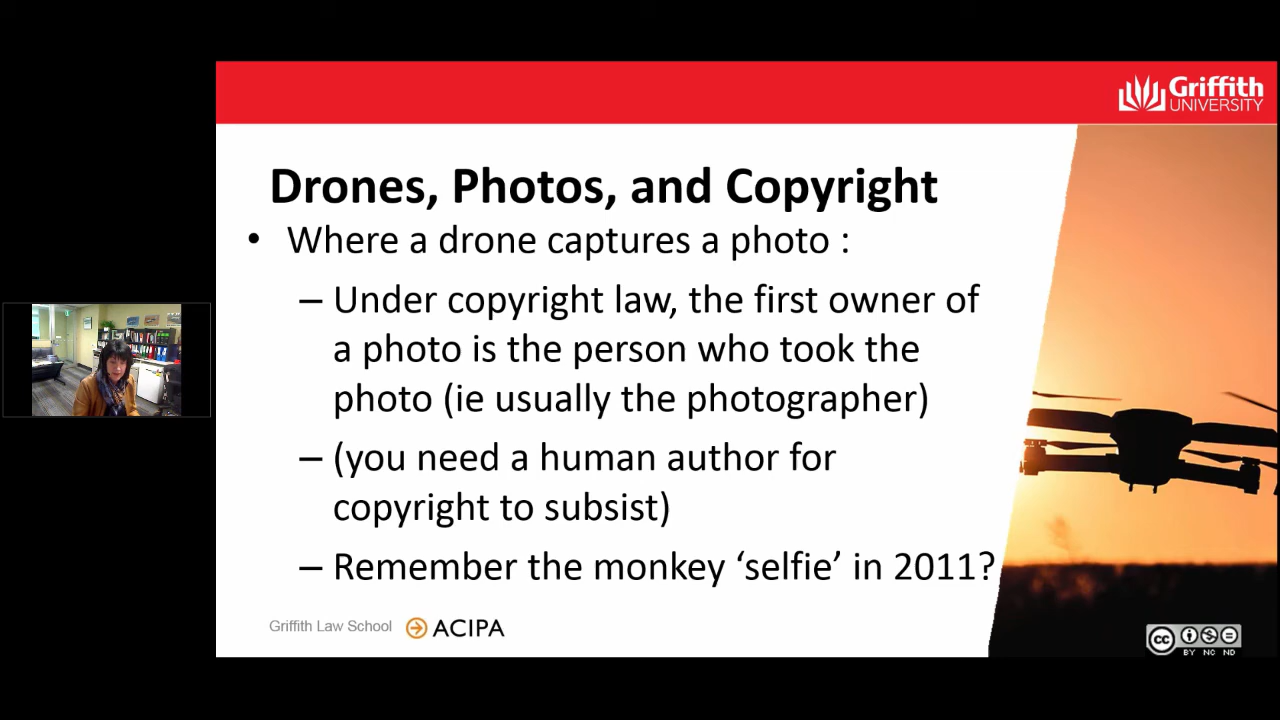 Griffith
UNIVERSITY
Drones, Photos, and Copyright
• Where a drone captures a photo :
– Under copyright law, the first owner of
a photo is the person who took the
photo (ie usually the photographer)
– (you need a human author for
copyright to subsist)
– Remember the monkey ‘selfie’ in 2011?
Griffith Law School
ACIPA
cc
BY NC ND